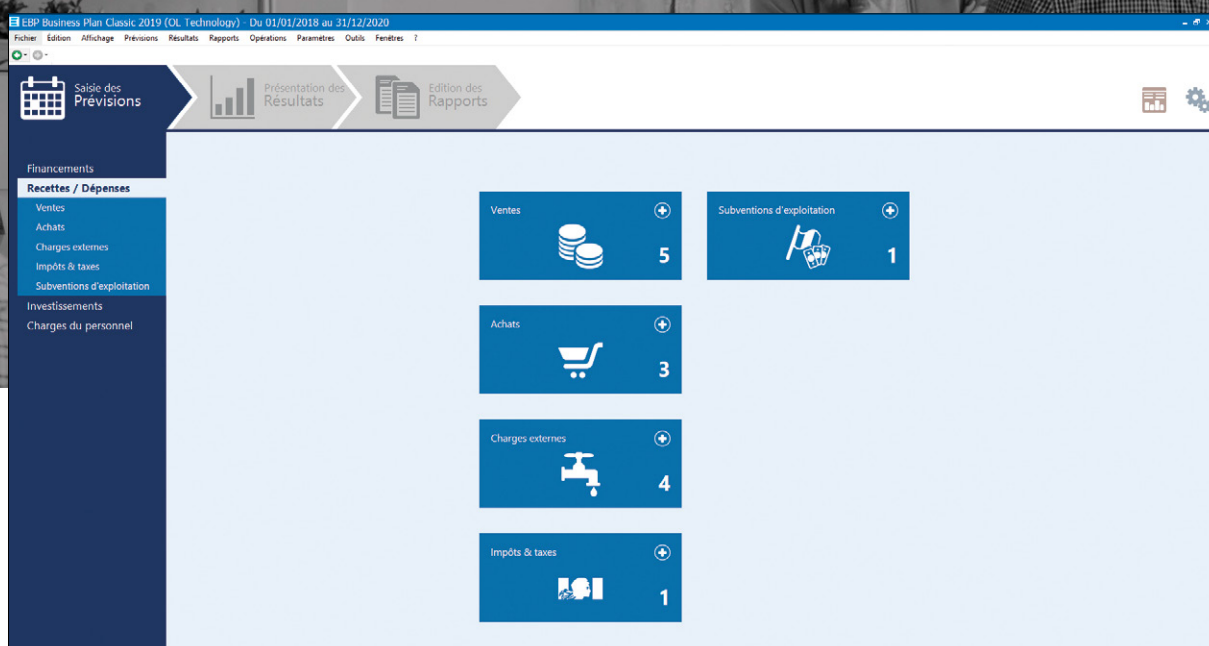 EBP Business Plan Classic 2019 (OL Technology) - Du 01/01/2018 au 31/12/2020
Fichier Edition Affichage Prévisions Résultats Rapports Opérations Paramètres Outils Fenêtres ?
Saisie des
Prévisions
Présentation des
Résultats
Edition des
Rapports
Financements
Recettes / Dépenses
Ventes
Achats
Charges externes
Impôts & taxes
Subventions d'exploitation
Investissements
Charges du personnel
Ventes
5
Subventions d'exploitation
1
Achats
3
Charges externes
4
Impôts & taxes
1